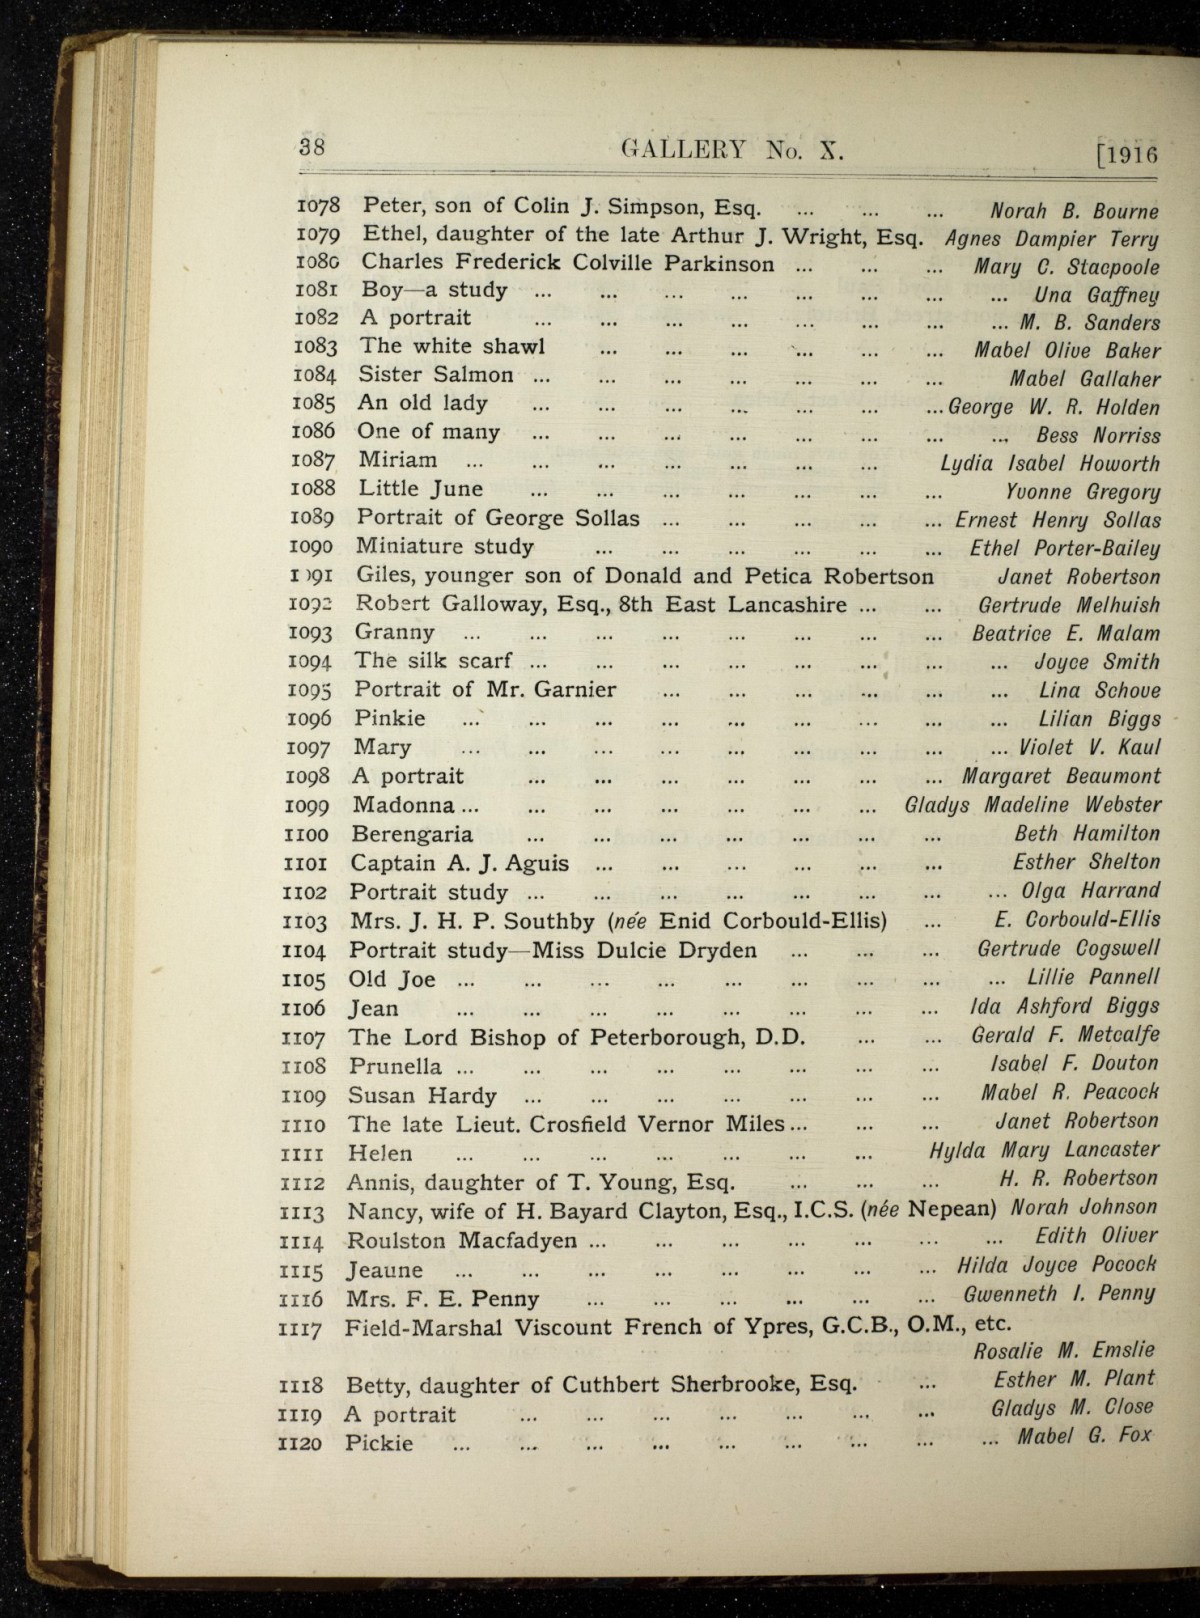 38 GALLERY No. X. [1916
1078 Peter, son of Colin J. Simpson, Esq. ... ... ... Norah B. Bourne
1079 Ethel, daughter of the late Arthur J. Wright, Esq. Agnes Dampier Terry
1080 Charles Frederick Colville Parkinson ... ... ... Mary C. Stacpoole
1081 Boy—a study ... ... ... ... ... ... ... ... Una Gaffney
1082 A portrait ... ... ... ... ... ... ... ... M. B. Sanders
1083 The white shawl ... ... ... ... ... ... Mabel Olive Baker
1084 Sister Salmon ... ... ... ... ... ... ... Mabel Gallaher
1085 An old lady ... ... ... ... ... ... ... George W. R. Holden
1086 One of many ... ... ... ... ... ... ... ... Bess Norriss
1087 Miriam ... ... ... ... ... ... ... Lydia Isabel Howorth
1088 Little June ... ... ... ... ... ... ... Yvonne Gregory
1089 Portrait of George Sollas ... ... ... ... ... Ernest Henry Sollas
1090 Miniature study ... ... ... ... ... ... Ethel Porter-Bailey
1091 Giles, younger son of Donald and Petica Robertson Janet Robertson
1092 Robert Galloway, Esq., 8th East Lancashire ... ... Gertrude Melhuish
1093 Granny ... ... ... ... ... ... ... ... Beatrice E. Malam
1094 The silk scarf ... ... ... ... ... ... ... ... Joyce Smith
1095 Portrait of Mr. Garnier ... ... ... ... ... ... Lina Schove
1096 Pinkie ... ... ... ... ... ... ... ... ... Lilian Biggs
1097 Mary ... ... ... ... ... ... ... ... ... Violet V. Kaul
1098 A portrait ... ... ... ... ... ... ... Margaret Beaumont
1099 Madonna ... ... ... ... ... ... ... Gladys Madeline Webster
1100 Berengaria ... ... ... ... ... ... ... Beth Hamilton
1101 Captain A. J. Aguis ... ... ... ... ... ... Esther Shelton
1102 Portrait study ... ... ... ... ... ... ... ... Olga Harrand
1103 Mrs. J. H. P. Southby (née Enid Corbould-Ellis) ... E. Corbould-Ellis
1104 Portrait study—Miss Dulcie Dryden ... ... ... Gertrude Cogswell
1105 Old Joe ... ... ... ... ... ... ... ... ... Lillie Pannell
1106 Jean ... ... ... ... ... ... ... ... Ida Ashford Biggs
1107 The Lord Bishop of Peterborough, D.D. ... ... Gerald F. Metcalfe
1108 Prunella ... ... ... ... ... ... ... ... Isabel F. Douton
1109 Susan Hardy ... ... ... ... ... ... ... Mabel R. Peacock
1110 The late Lieut. Crosfield Vernor Miles ... ... ... Janet Robertson
1111 Helen ... ... ... ... ... ... ... Hylda Mary Lancaster
1112 Annis, daughter of T. Young, Esq. ... ... ... H. R. Robertson
1113 Nancy, wife of H. Bayard Clayton, Esq., I.C.S. (née Nepean) Norah Johnson
1114 Roulston Macfadyen ... ... ... ... ... ... ... Edith Oliver
1115 Jeaune ... ... ... ... ... ... ... ... Hilda Joyce Pocock
1116 Mrs. F. E. Penny ... ... ... ... ... ... Gwenneth I. Penny
1117 Field-Marshal Viscount French of Ypres, G.C.B., O.M., etc.
Rosalie M. Emslie
1118 Betty, daughter of Cuthbert Sherbrooke, Esq. ... Esther M. Plant
1119 A portrait ... ... ... ... ... ... ... Gladys M. Close
1120 Pickie ... ... ... ... ... ... ... ... ... Mabel G. Fox